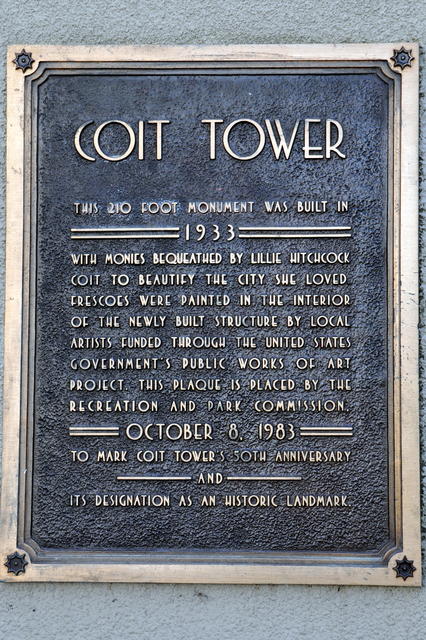 COIT TOWER
THIS 210 FOOT MONUMENT WAS BUILT IN
1933
WITH MONIES BEQUEATHED BY LILLIE HITCHCOCK
COIT TO BEAUTIFY THE CITY SHE LOVED.
FRESCOES WERE PAINTED IN THE INTERIOR
OF THE NEWLY BUILT STRUCTURE BY LOCAL
ARTISTS FUNDED THROUGH THE UNITED STATES
GOVERNMENT'S PUBLIC WORKS OF ART
PROJECT. THIS PLAQUE IS PLACED BY THE
RECREATION AND PARK COMMISSION,
OCTOBER 8, 1983
TO MARK COIT TOWER'S 50TH ANNIVERSARY
AND
ITS DESIGNATION AS AN HISTORIC LANDMARK.